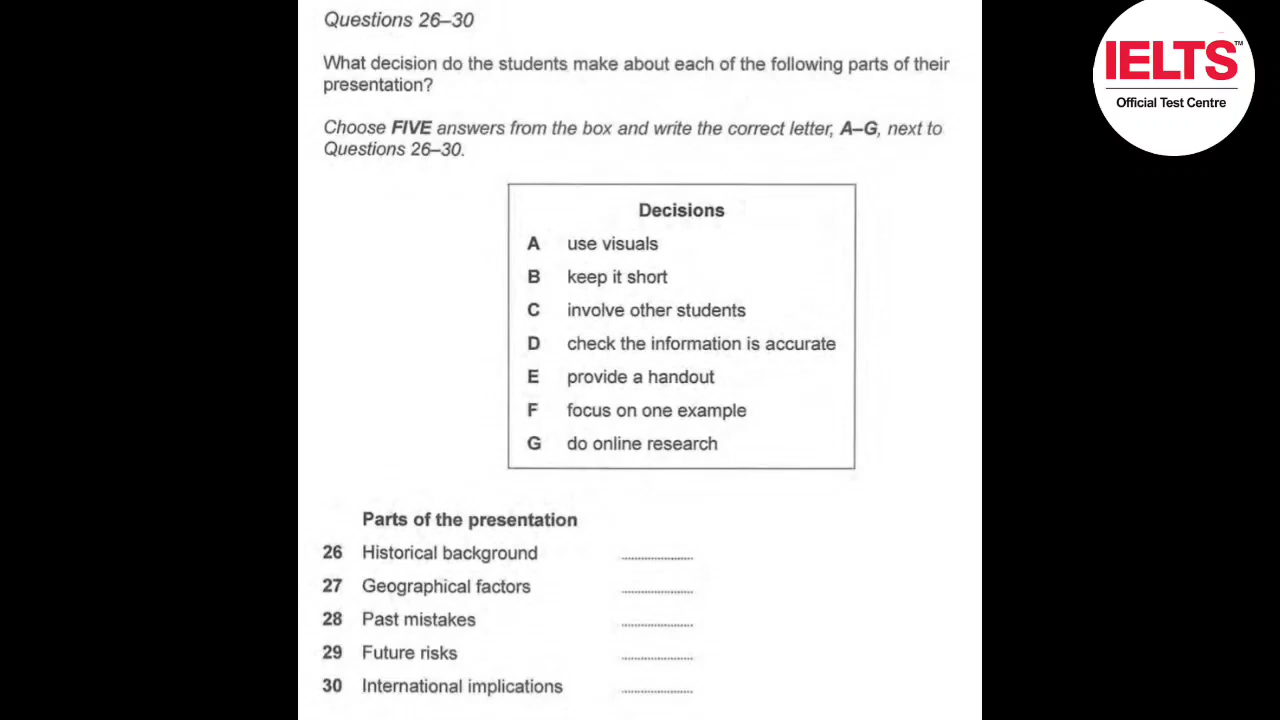 Questions 26–30
What decision do the students make about each of the following parts of their
presentation?
Choose FIVE answers from the box and write the correct letter, A–G, next to
Questions 26–30.
Decisions
A use visuals
B keep it short
C involve other students
D check the information is accurate
E provide a handout
F focus on one example
G do online research
Parts of the presentation
26 Historical background ....................
27 Geographical factors ....................
28 Past mistakes ....................
29 Future risks ....................
30 International implications ....................
IELTS™
Official Test Centre